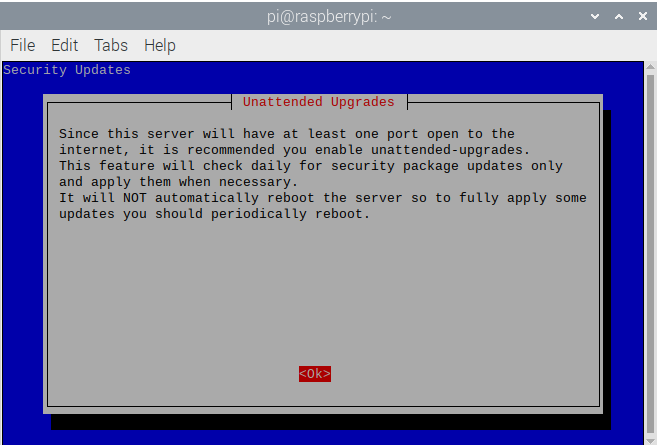 pi@raspberrypi: ~
File Edit Tabs Help
Security Updates
Unattended Upgrades
Since this server will have at least one port open to the
internet, it is recommended you enable unattended-upgrades.
This feature will check daily for security package updates only
and apply them when necessary.
It will NOT automatically reboot the server so to fully apply some
updates you should periodically reboot.
<Ok>